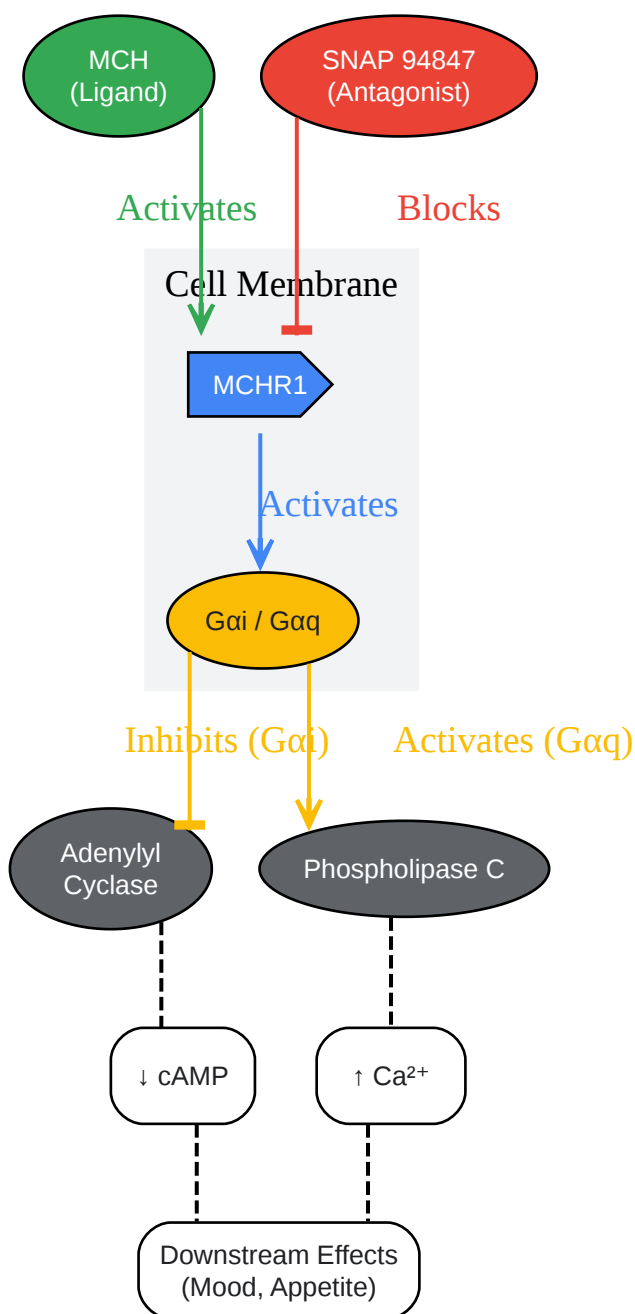 MCH
(Ligand)
SNAP 94847
(Antagonist)
Activates
Blocks
Cell Membrane
MCHR1
Activates
Gαi / Gαq
Inhibits (Gαi)
Activates (Gαq)
Adenylyl
Cyclase
Phospholipase C
↓ cAMP
↑ Ca²⁺
Downstream Effects
(Mood, Appetite)